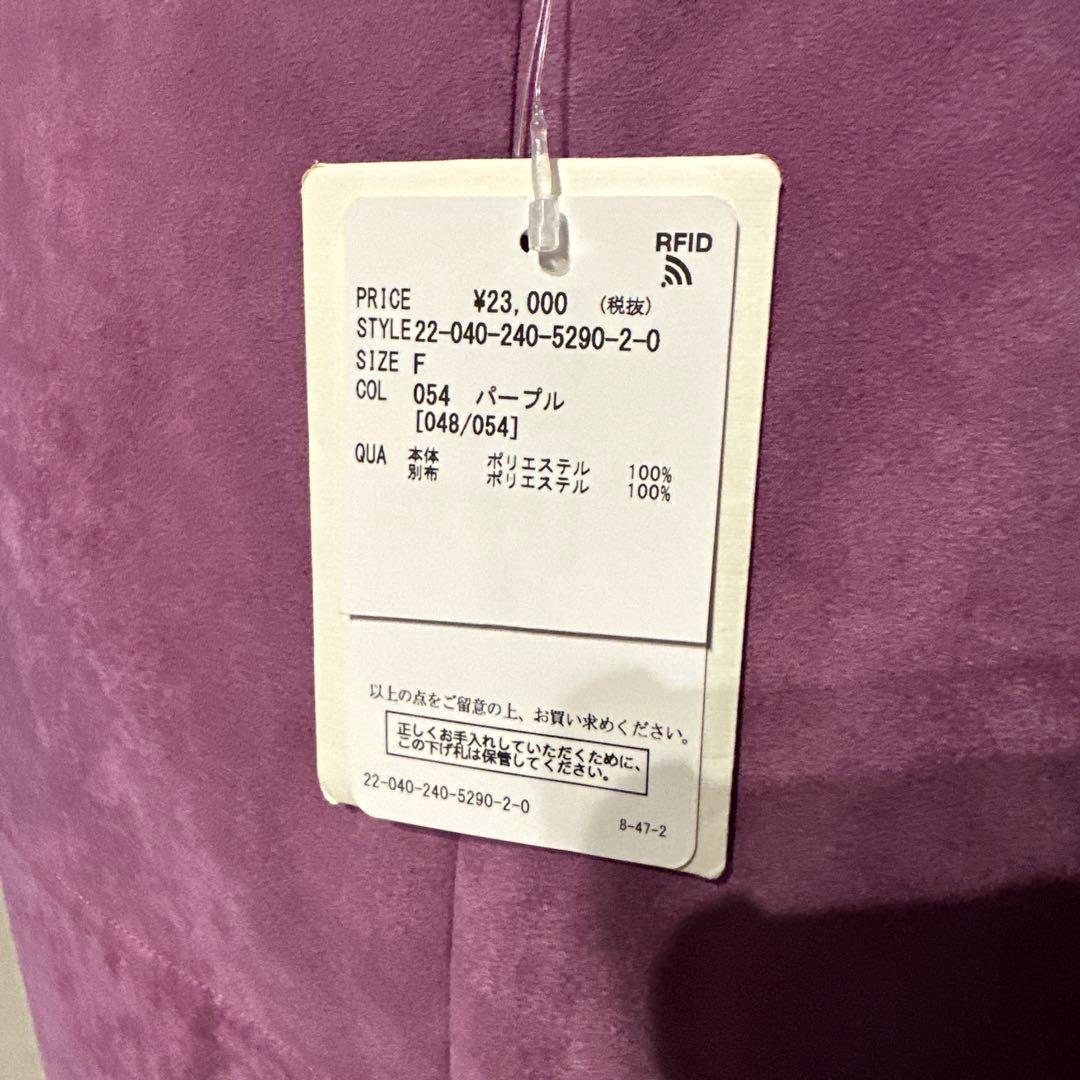 RFID
PRICE ¥23,000 (税抜)
STYLE 22-040-240-5290-2-0
SIZE F
COL 054 パープル
[048/054]
QUA 本体 ポリエステル 100%
別布 ポリエステル 100%
以上の点をご留意の上、お買い求めください。
正しくお手入れしていただくために、
この下げ札は保管してください。
22-040-240-5290-2-0
8-47-2